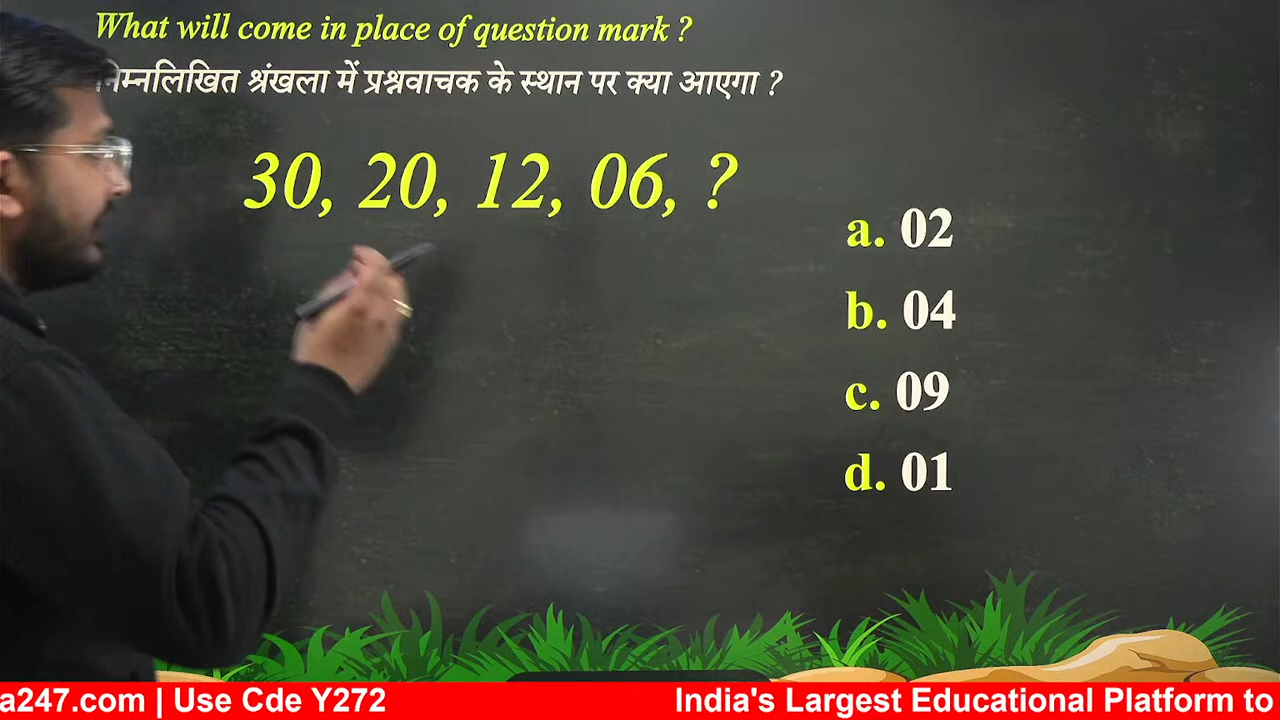 What will come in place of question mark ?
निम्नलिखित श्रंखला में प्रश्नवाचक के स्थान पर क्या आएगा ?
30, 20, 12, 06, ?
a. 02
b. 04
c. 09
d. 01
a247.com | Use Cde Y272 India's Largest Educational Platform to